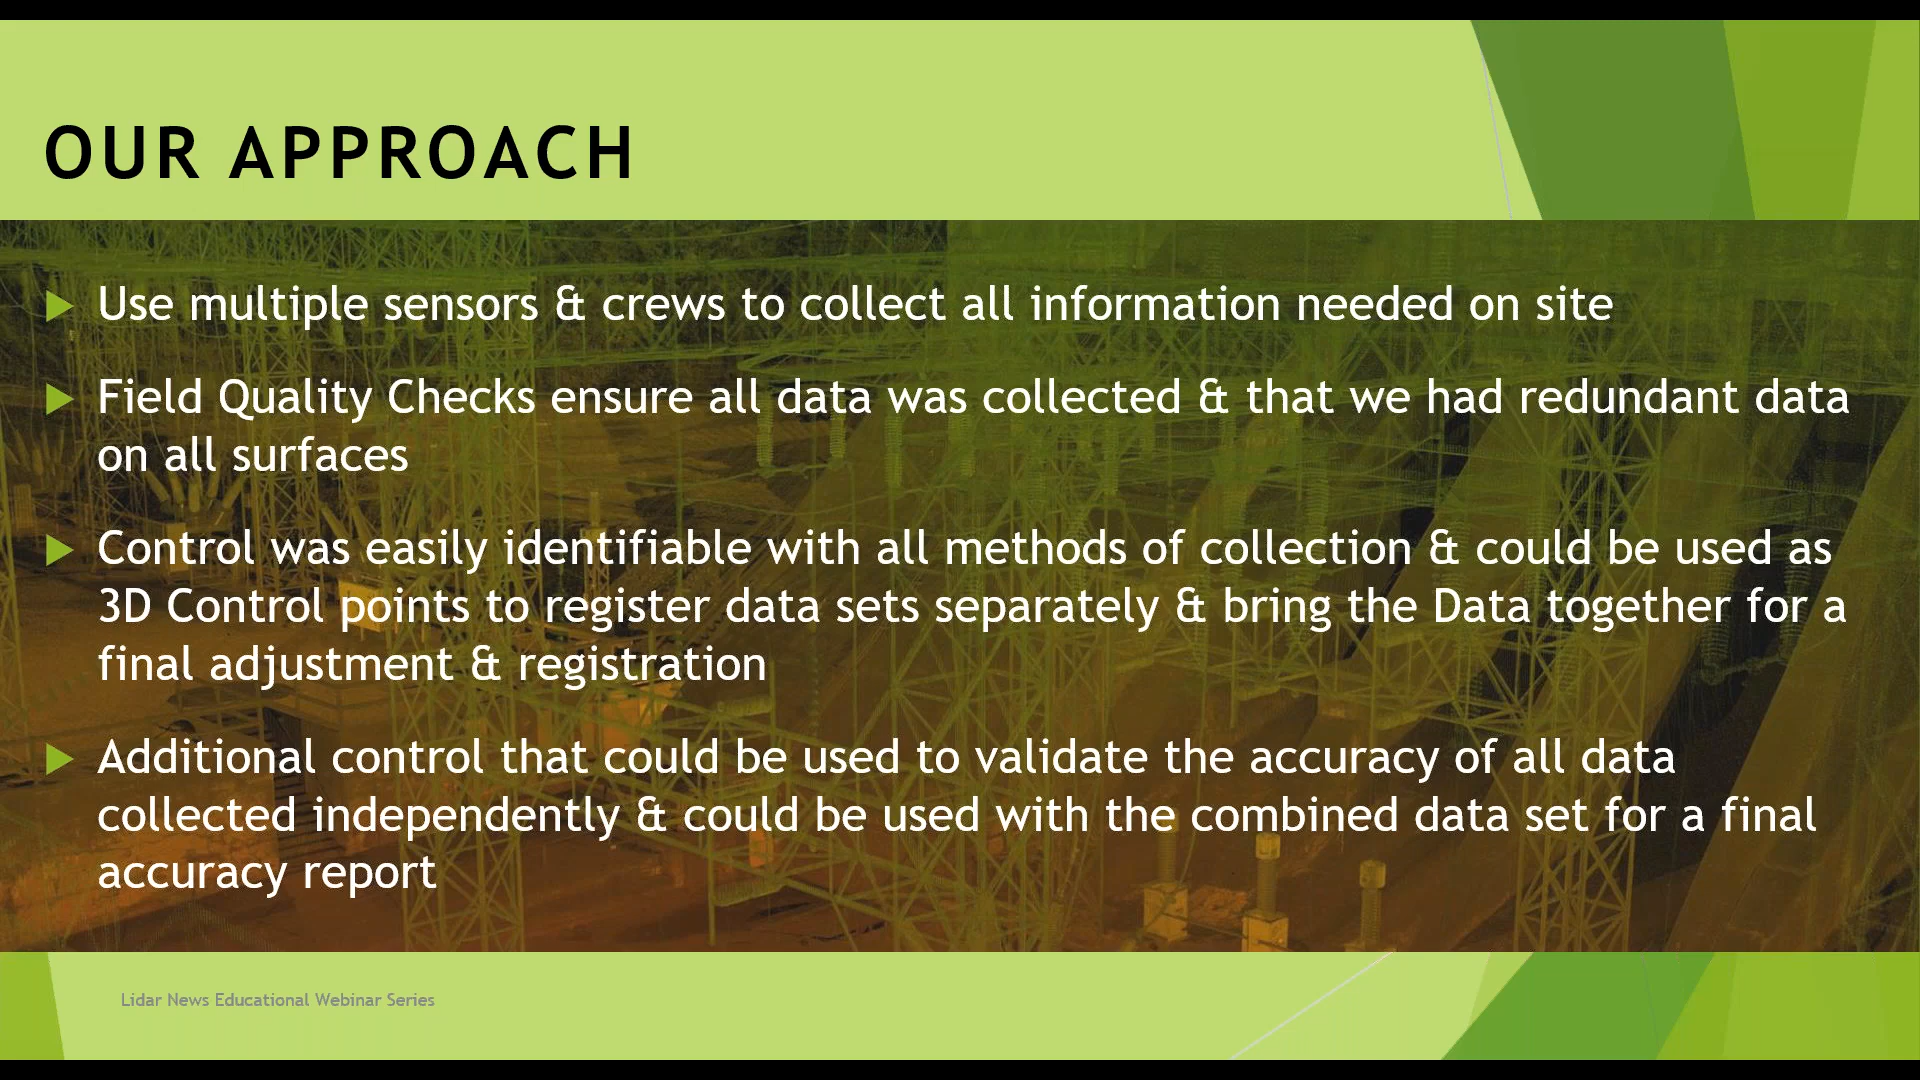 OUR APPROACH
Use multiple sensors & crews to collect all information needed on site
Field Quality Checks ensure all data was collected & that we had redundant data
on all surfaces
Control was easily identifiable with all methods of collection & could be used as
3D Control points to register data sets separately & bring the Data together for a
final adjustment & registration
Additional control that could be used to validate the accuracy of all data
collected independently & could be used with the combined data set for a final
accuracy report
Lidar News Educational Webinar Series